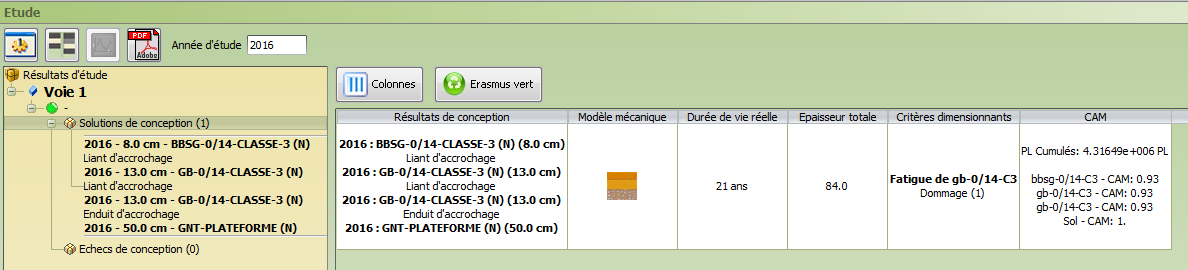 Etude
PDF
Adobe
Année d'étude 2016
Résultats d'étude
Voie 1
-
Solutions de conception (1)
2016 - 8.0 cm - BBSG-0/14-CLASSE-3 (N)
Liant d'accrochage
2016 - 13.0 cm - GB-0/14-CLASSE-3 (N)
Liant d'accrochage
2016 - 13.0 cm - GB-0/14-CLASSE-3 (N)
Enduit d'accrochage
2016 - 50.0 cm - GNT-PLATEFORME (N)
Echecs de conception (0)
Colonnes
Erasmus vert
Résultats de conception Modèle mécanique Durée de vie réelle Epaisseur totale Critères dimensionnants CAM
2016 : BBSG-0/14-CLASSE-3 (N) (8.0 cm)
Liant d'accrochage
2016 : GB-0/14-CLASSE-3 (N) (13.0 cm)
Liant d'accrochage
2016 : GB-0/14-CLASSE-3 (N) (13.0 cm)
Enduit d'accrochage
2016 : GNT-PLATEFORME (N) (50.0 cm)
21 ans
84.0
Fatigue de gb-0/14-C3
Dommage (1)
PL Cumulés: 4.31649e+006 PL
bbsg-0/14-C3 - CAM: 0.93
gb-0/14-C3 - CAM: 0.93
gb-0/14-C3 - CAM: 0.93
Sol - CAM: 1.